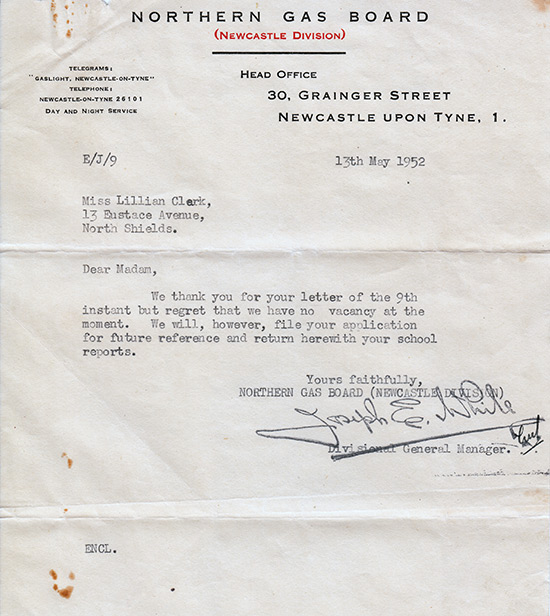 NORTHERN GAS BOARD
(NEWCASTLE DIVISION)
TELEGRAMS:
"GASLIGHT, NEWCASTLE-ON-TYNE"
TELEPHONE:
NEWCASTLE-ON-TYNE 26101
DAY AND NIGHT SERVICE
HEAD OFFICE
30, GRAINGER STREET
NEWCASTLE UPON TYNE, 1.
E/J/9
13th May 1952
Miss Lillian Clark,
13 Eustace Avenue,
North Shields.
Dear Madam,
We thank you for your letter of the 9th
instant but regret that we have no vacancy at the
moment. We will, however, file your application
for future reference and return herewith your school
reports.
Yours faithfully,
NORTHERN GAS BOARD (NEWCASTLE DIVISION)
Joseph E. White
Divisional General Manager.
ENCL.